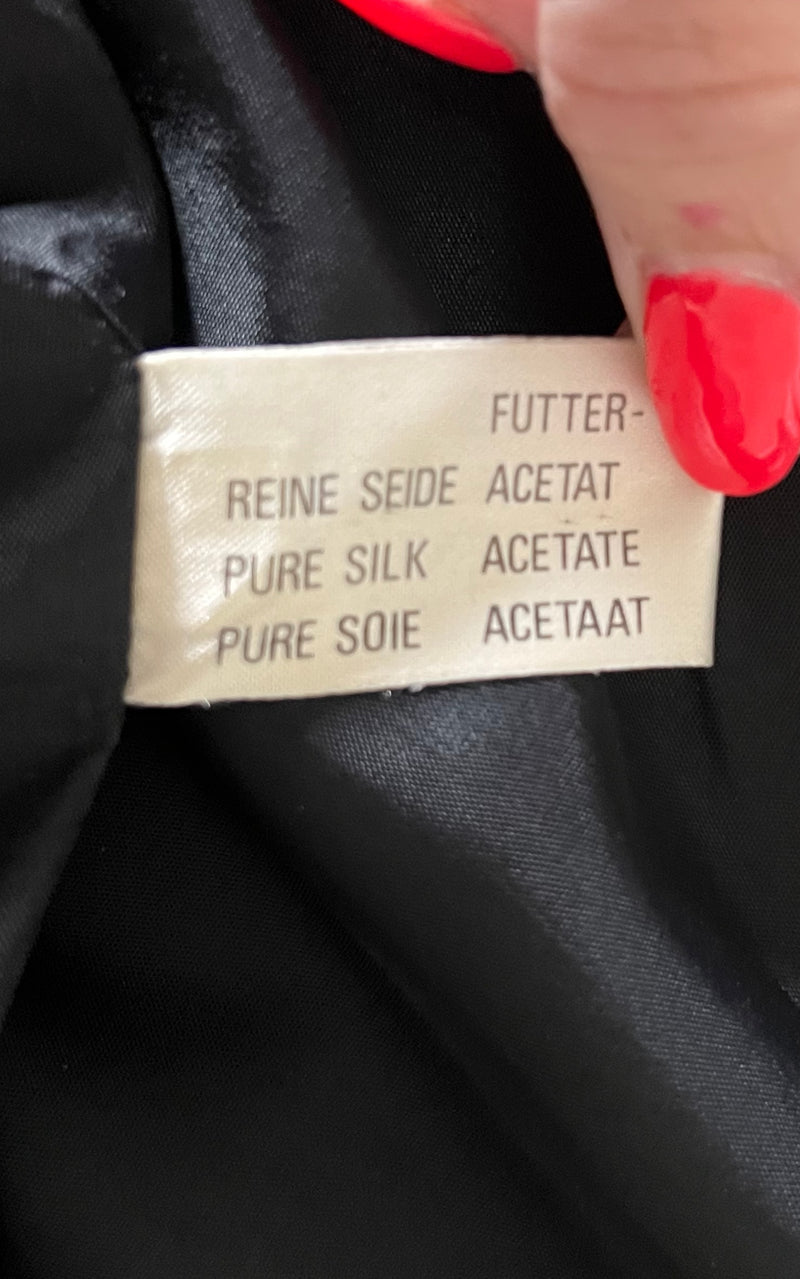 FUTTER-
REINE SEIDE ACETAT
PURE SILK ACETATE
PURE SOIE ACETAAT